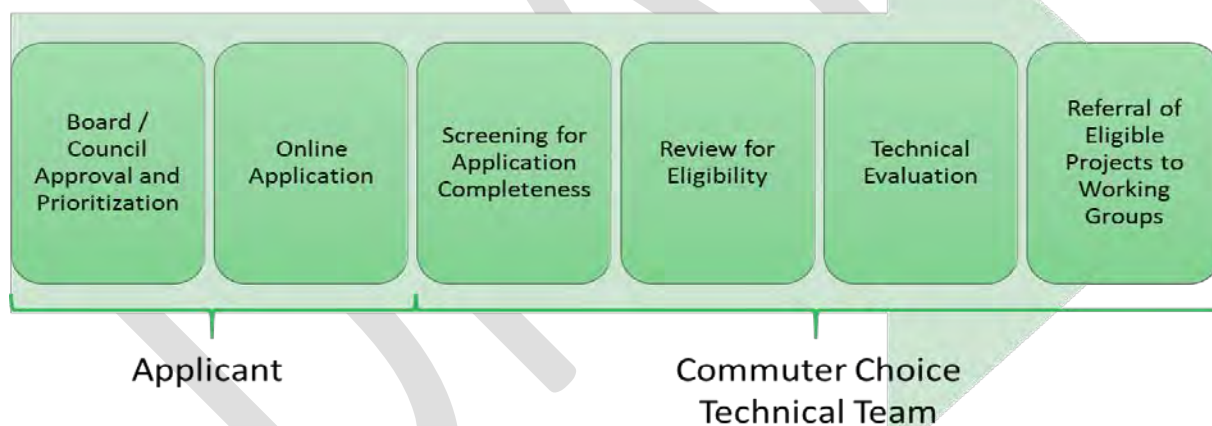 Board /
Council
Approval and
Prioritization
Online
Application
Screening for
Application
Completeness
Review for
Eligibility
Technical
Evaluation
Referral of
Eligible
Projects to
Working
Groups
Applicant
Commuter Choice
Technical Team